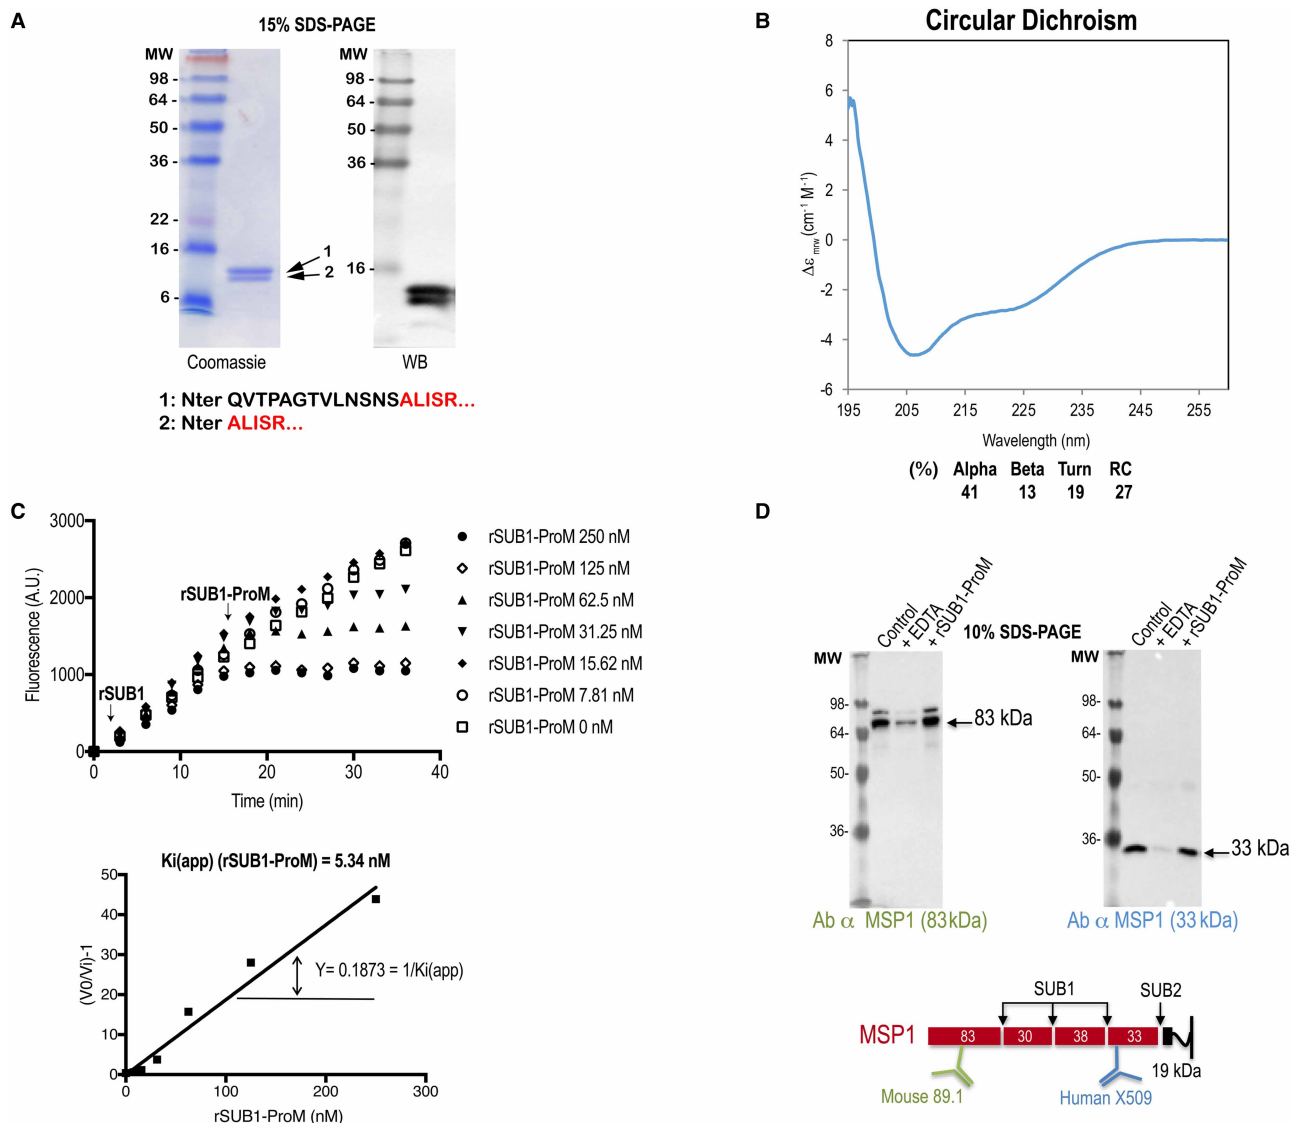 A
15% SDS-PAGE
MW
98 -
64 -
50 -
36 -
22 -
16 -
6 -
1
2
Coomassie
MW
98 -
64 -
50 -
36 -
16 -
WB
1: Nter QVTPAGTVLNSNSALISR...
2: Nter ALISR...
B
Circular Dichroism
8
6
4
2
0
-2
-4
-6
Δε mrw (cm-1 M-1)
195 205 215 225 235 245 255
Wavelength (nm)
(%) Alpha Beta Turn RC
41 13 19 27
C
3000
2000
1000
0
Fluorescence (A.U.)
rSUB1
rSUB1-ProM
0 10 20 30 40
Time (min)
rSUB1-ProM 250 nM
rSUB1-ProM 125 nM
rSUB1-ProM 62.5 nM
rSUB1-ProM 31.25 nM
rSUB1-ProM 15.62 nM
rSUB1-ProM 7.81 nM
rSUB1-ProM 0 nM
Ki(app) (rSUB1-ProM) = 5.34 nM
50
40
30
20
10
0
(V0/Vi)-1
Y= 0.1873 = 1/Ki(app)
0 100 200 300
rSUB1-ProM (nM)
D
10% SDS-PAGE
Control
+ EDTA
+ rSUB1-ProM
MW
98-
64-
50-
36-
83 kDa
Ab α MSP1 (83kDa)
Control
+ EDTA
+ rSUB1-ProM
MW
98-
64-
50-
36-
33 kDa
Ab α MSP1 (33kDa)
SUB1 SUB2
MSP1 83 30 38 33
19 kDa
Mouse 89.1 Human X509